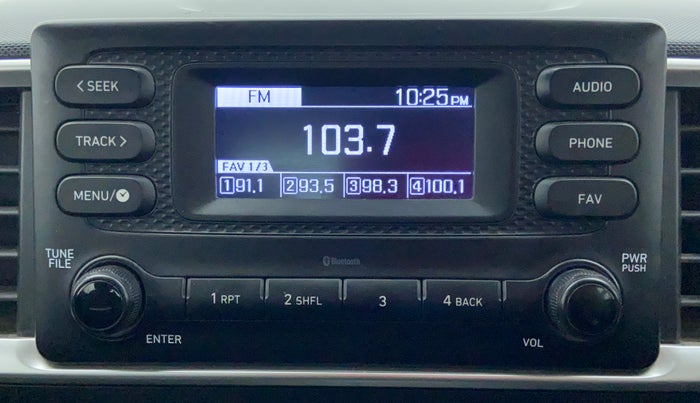 < SEEK
TRACK >
MENU/
FM 10:25 PM
103.7
FAV 1/3
1 91.1 2 93.5 3 98.3 4 100.1
AUDIO
PHONE
FAV
Bluetooth
TUNE
FILE
ENTER
1 RPT 2 SHFL 3 4 BACK
PWR
PUSH
VOL